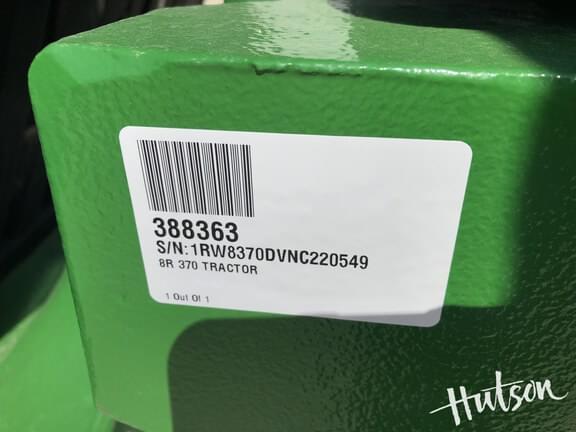 388363
S/N:1RW8370DVNC220549
8R 370 TRACTOR
1 Out Of 1
Hutson